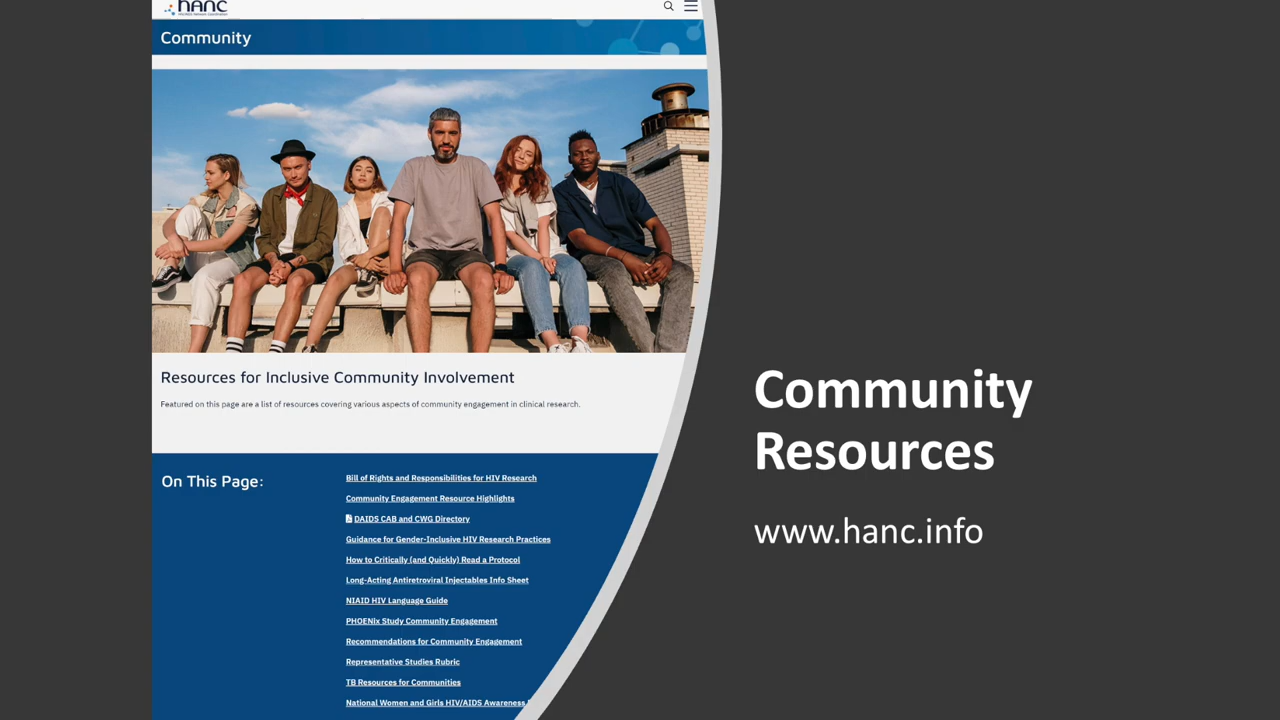 hanc
Community
Resources for Inclusive Community Involvement
Featured on this page are a list of resources covering various aspects of community engagement in clinical research.
On This Page:
Bill of Rights and Responsibilities for HIV Research
Community Engagement Resource Highlights
DAIDS CAB and CWG Directory
Guidance for Gender-Inclusive HIV Research Practices
How to Critically (and Quickly) Read a Protocol
Long-Acting Antiretroviral Injectables Info Sheet
NIAID HIV Language Guide
PHOENIx Study Community Engagement
Recommendations for Community Engagement
Representative Studies Rubric
TB Resources for Communities
National Women and Girls HIV/AIDS Awareness
Community
Resources
www.hanc.info